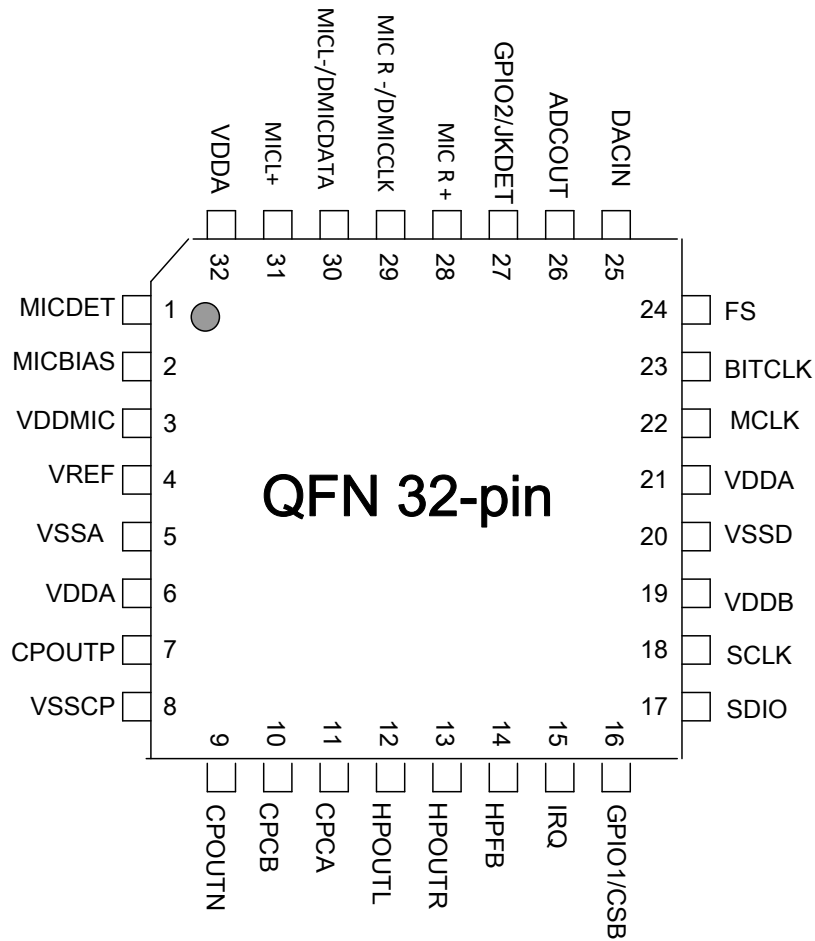 VDDA
MICL+
MICL-/DMICDATA
MIC R -/DMICCLK
MIC R +
GPIO2/JKDET
ADCOUT
DACIN
32
31
30
29
28
27
26
25
MICDET 1
MICBIAS 2
VDDMIC 3
VREF 4
VSSA 5
VDDA 6
CPOUTP 7
VSSCP 8
QFN 32-pin
24 FS
23 BITCLK
22 MCLK
21 VDDA
20 VSSD
19 VDDB
18 SCLK
17 SDIO
9
10
11
12
13
14
15
16
CPOUTN
CPCB
CPCA
HPOUTL
HPOUTR
HPFB
IRQ
GPIO1/CSB